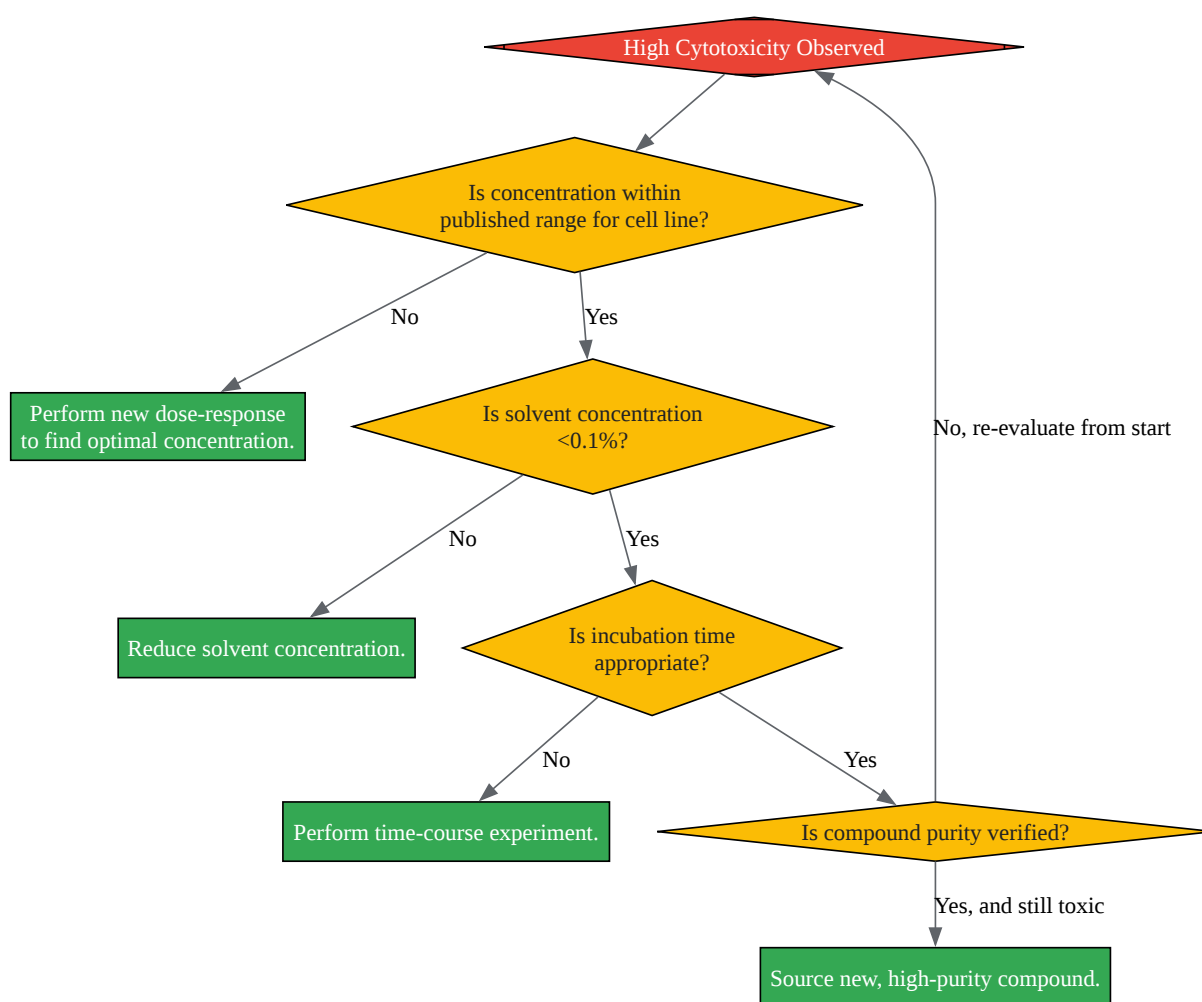 High Cytotoxicity Observed
Is concentration within
published range for cell line?
No
Yes
Perform new dose-response
to find optimal concentration.
Is solvent concentration
<0.1%?
No, re-evaluate from start
No
Yes
Reduce solvent concentration.
Is incubation time
appropriate?
No
Yes
Perform time-course experiment.
Is compound purity verified?
Yes, and still toxic
Source new, high-purity compound.